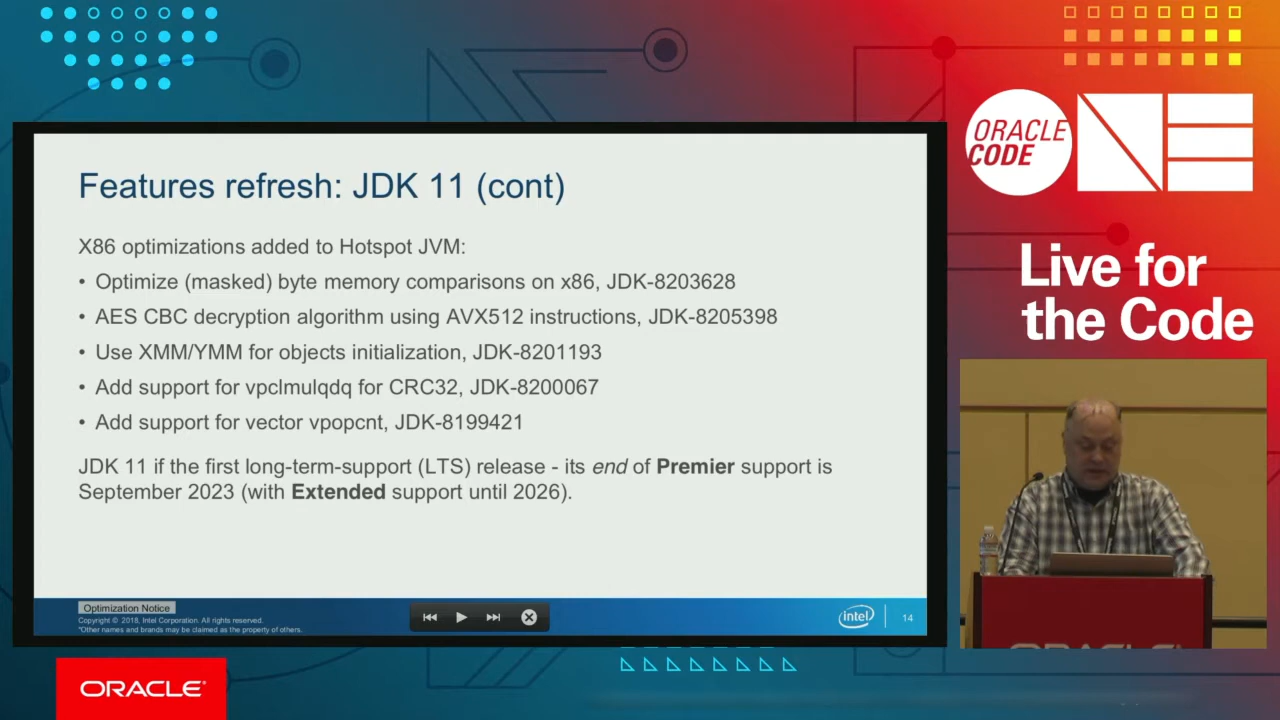 ORACLE
CODE
ONE
Live for
the Code
Features refresh: JDK 11 (cont)
X86 optimizations added to Hotspot JVM:
• Optimize (masked) byte memory comparisons on x86, JDK-8203628
• AES CBC decryption algorithm using AVX512 instructions, JDK-8205398
• Use XMM/YMM for objects initialization, JDK-8201193
• Add support for vpclmulqdq for CRC32, JDK-8200067
• Add support for vector vpopcnt, JDK-8199421
JDK 11 if the first long-term-support (LTS) release - its end of Premier support is
September 2023 (with Extended support until 2026).
Optimization Notice
Copyright © 2018, Intel Corporation. All rights reserved.
*Other names and brands may be claimed as the property of others.
intel
14
ORACLE
ORACLE